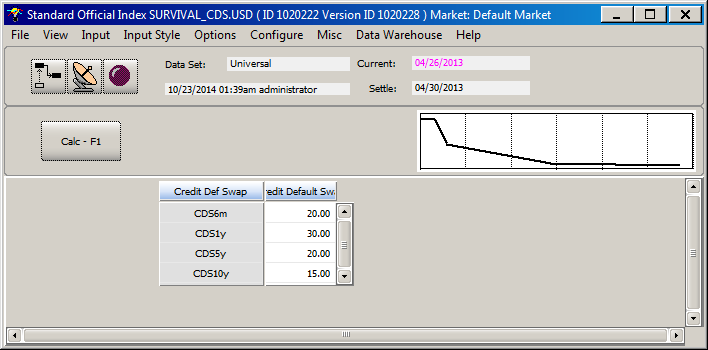 Standard Official Index SURVIVAL_CDS.USD ( ID 1020222 Version ID 1020228 ) Market: Default Market
File View Input Input Style Options Configure Misc Data Warehouse Help
Data Set: Universal Current: 04/26/2013
10/23/2014 01:39am administrator Settle: 04/30/2013
Calc - F1
Credit Def Swap redit Default Swa
CDS6m 20.00
CDS1y 30.00
CDS5y 20.00
CDS10y 15.00